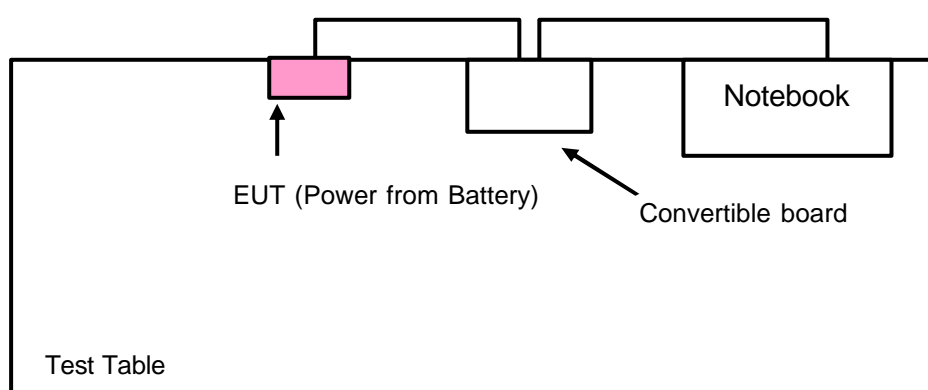 Notebook
EUT (Power from Battery)
Convertible board
Test Table